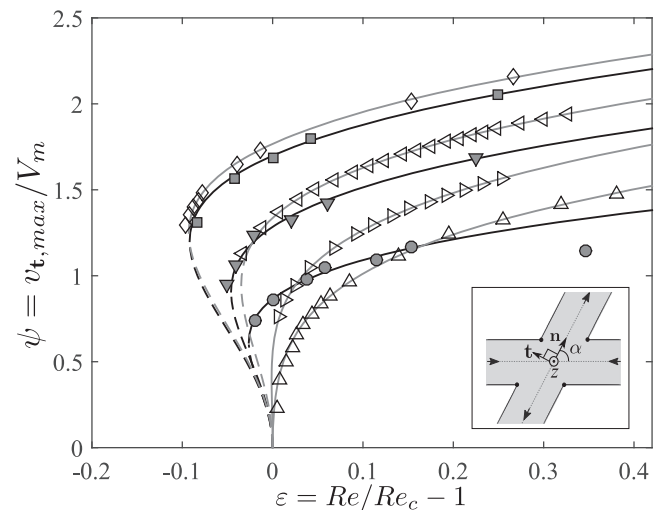 2.5
2
1.5
1
0.5
0
ψ = v_{t,max}/V_m
-0.2
-0.1
0
0.1
0.2
0.3
0.4
ε = Re/Re_c − 1
n
t
α
z